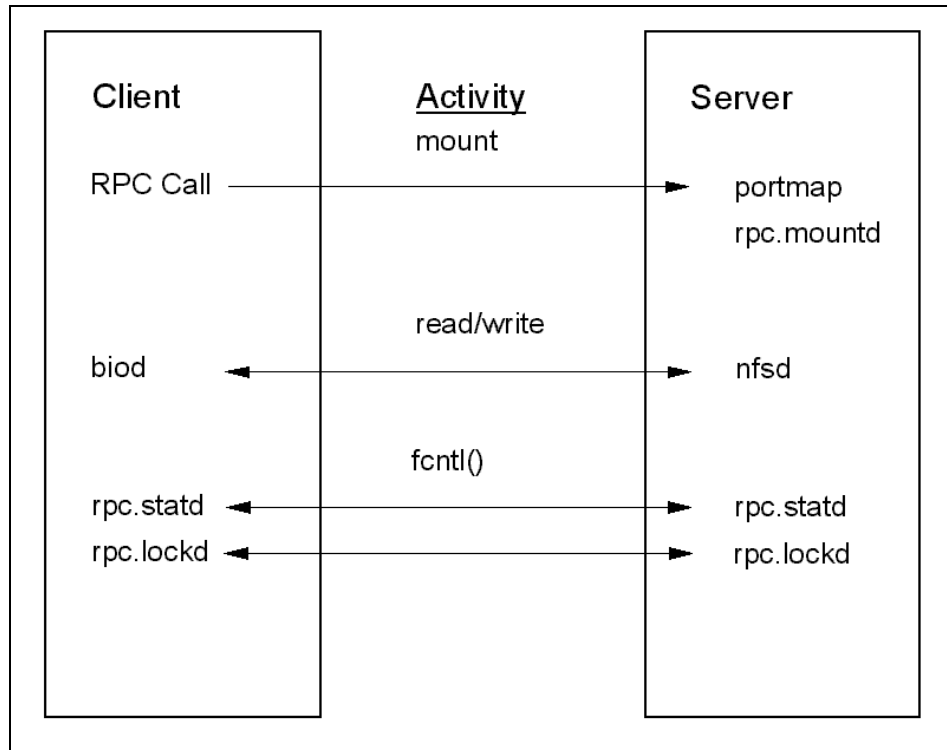 Client Activity Server
mount
RPC Call portmap
rpc.mountd
read/write
biod nfsd
fcntl()
rpc.statd rpc.statd
rpc.lockd rpc.lockd